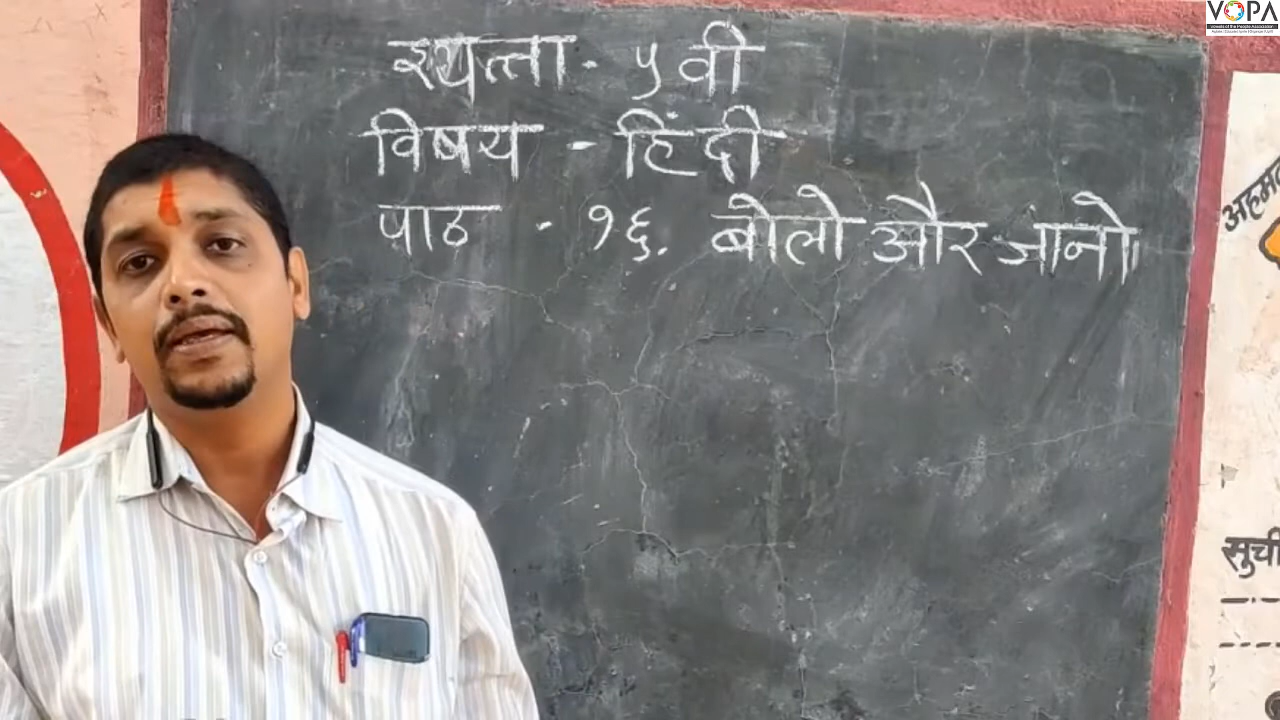 इयत्ता - ५ वी
विषय - हिंदी
पाठ - १६. बोलो और जानो
VOPA
सुची